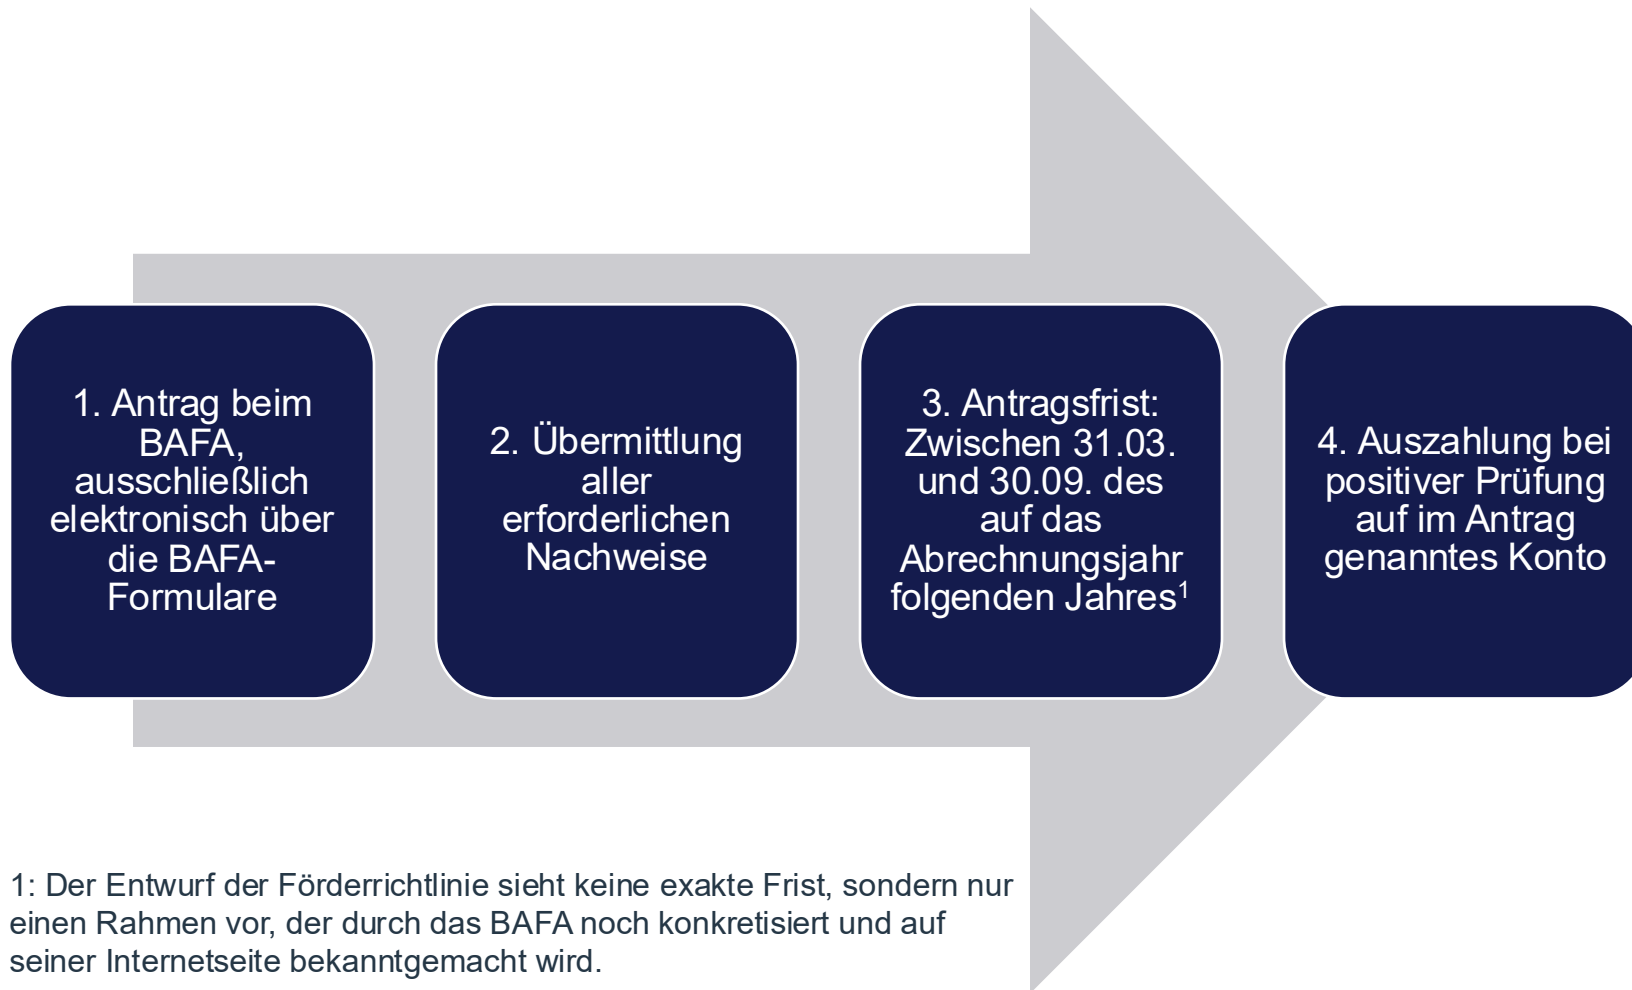 1. Antrag beim
BAFA,
ausschließlich
elektronisch über
die BAFA-
Formulare
2. Übermittlung
aller
erforderlichen
Nachweise
3. Antragsfrist:
Zwischen 31.03.
und 30.09. des
auf das
Abrechnungsjahr
folgenden Jahres¹
4. Auszahlung bei
positiver Prüfung
auf im Antrag
genanntes Konto
1: Der Entwurf der Förderrichtlinie sieht keine exakte Frist, sondern nur
einen Rahmen vor, der durch das BAFA noch konkretisiert und auf
seiner Internetseite bekanntgemacht wird.